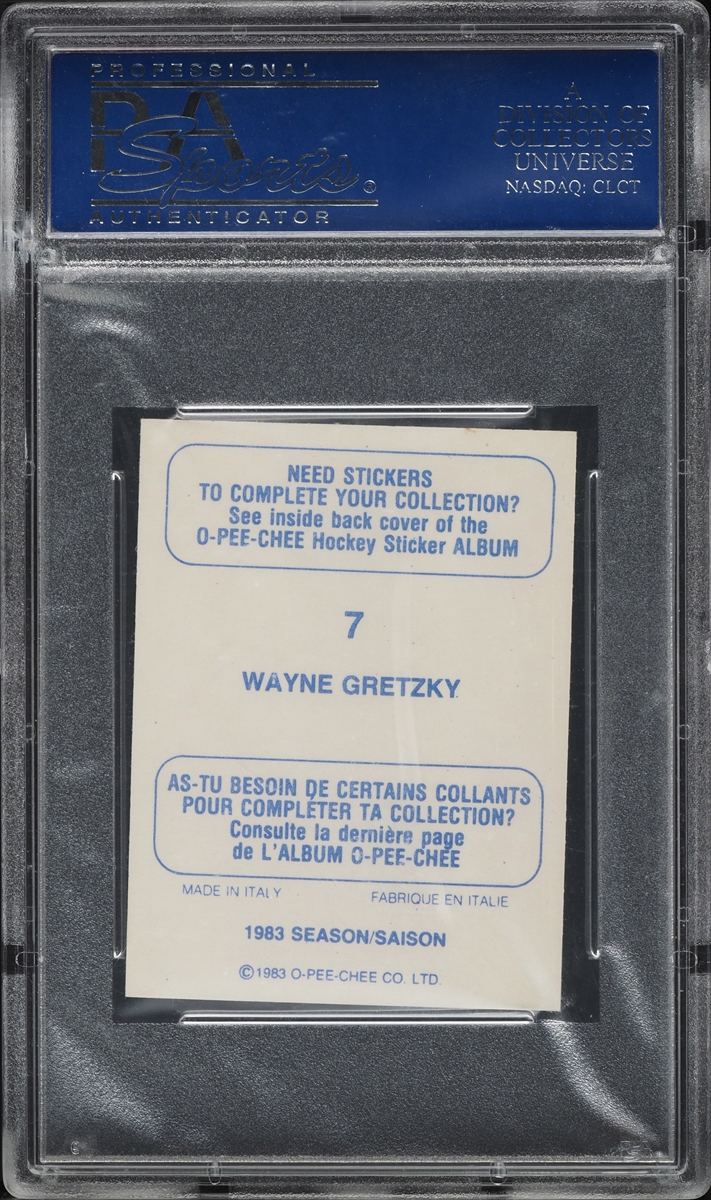 PROFESSIONAL
PSA
Sports®
AUTHENTICATOR
A
DIVISION OF
COLLECTORS
UNIVERSE
NASDAQ: CLCT
NEED STICKERS
TO COMPLETE YOUR COLLECTION?
See inside back cover of the
O-PEE-CHEE Hockey Sticker ALBUM
7
WAYNE GRETZKY
AS-TU BESOIN DE CERTAINS COLLANTS
POUR COMPLÉTER TA COLLECTION?
Consulte la dernière page
de L'ALBUM O-PEE-CHEE
MADE IN ITALY FABRIQUE EN ITALIE
1983 SEASON/SAISON
©1983 O-PEE-CHEE CO. LTD.